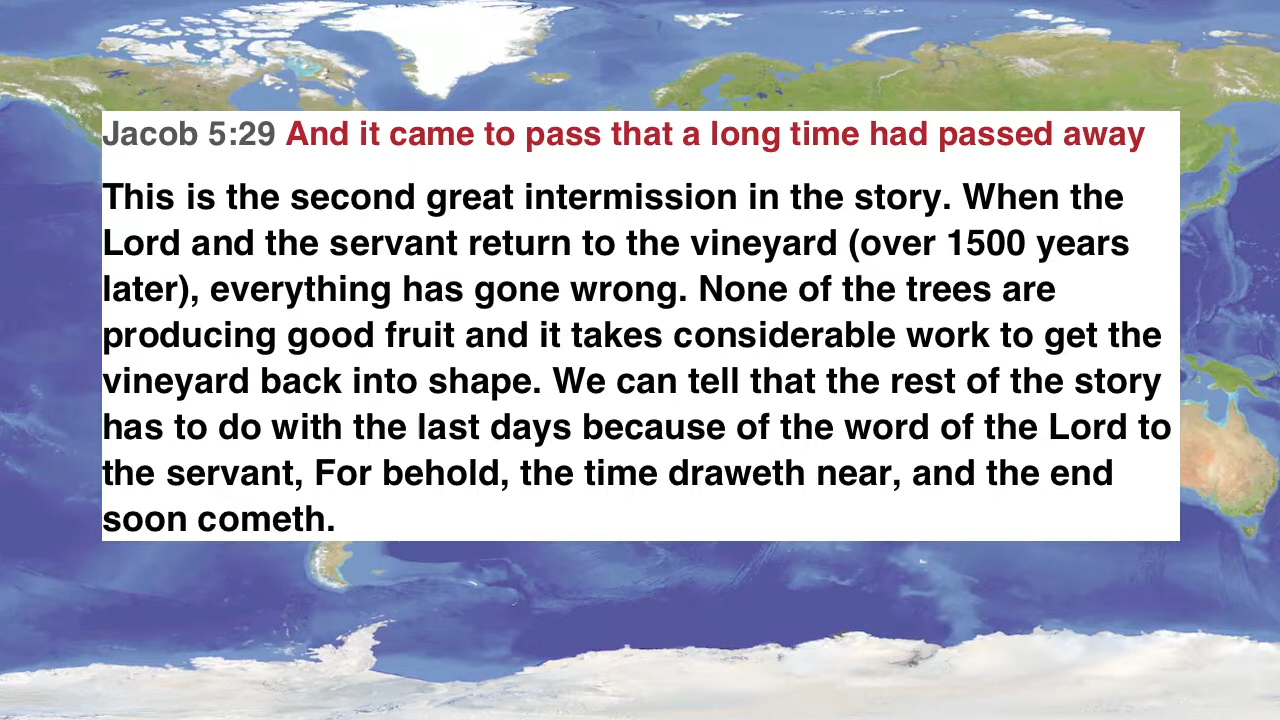 Jacob 5:29 And it came to pass that a long time had passed away
This is the second great intermission in the story. When the
Lord and the servant return to the vineyard (over 1500 years
later), everything has gone wrong. None of the trees are
producing good fruit and it takes considerable work to get the
vineyard back into shape. We can tell that the rest of the story
has to do with the last days because of the word of the Lord to
the servant, For behold, the time draweth near, and the end
soon cometh.